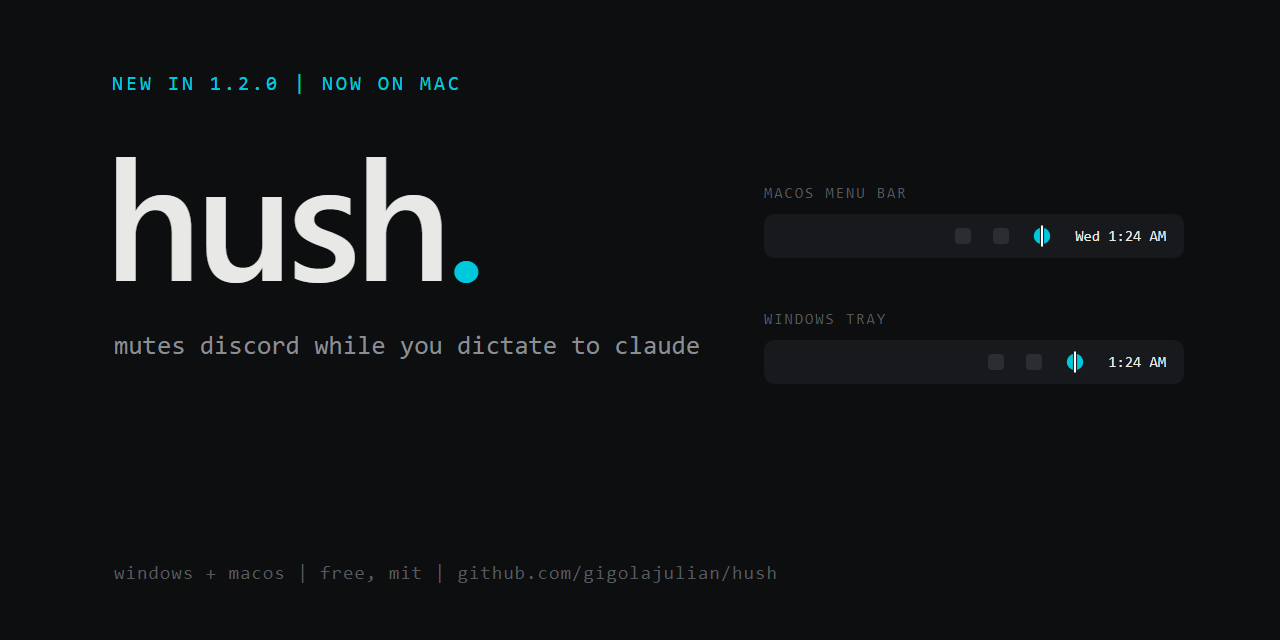 NEW IN 1.2.0 | NOW ON MAC
hush.
mutes discord while you dictate to claude
MACOS MENU BAR
Wed 1:24 AM
WINDOWS TRAY
1:24 AM
windows + macos | free, mit | github.com/gigolajulian/hush